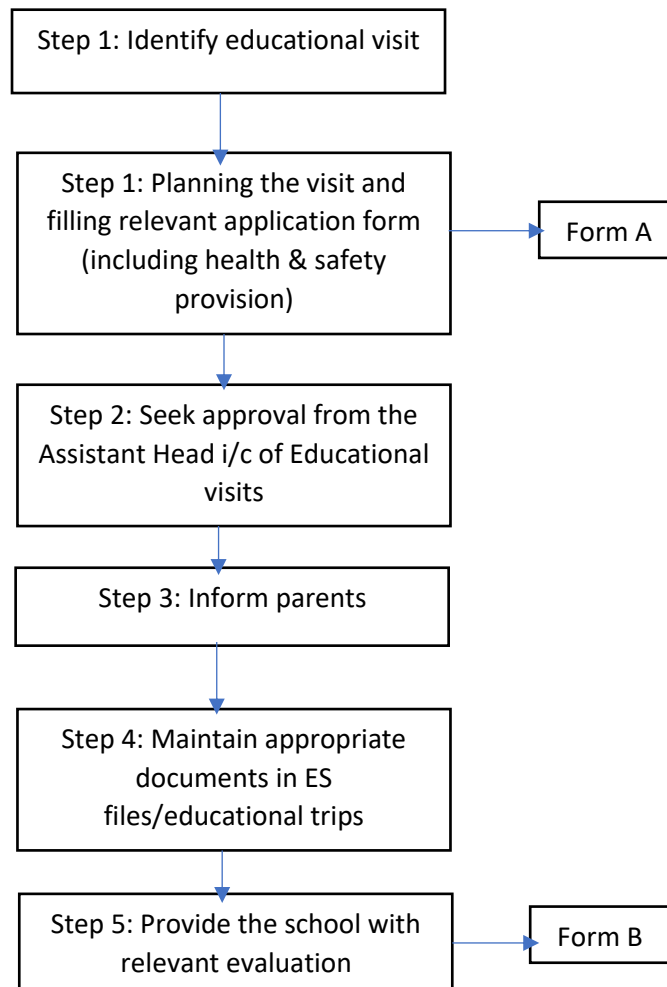 Step 1: Identify educational visit
Step 1: Planning the visit and
filling relevant application form
(including health & safety
provision)
Form A
Step 2: Seek approval from the
Assistant Head i/c of Educational
visits
Step 3: Inform parents
Step 4: Maintain appropriate
documents in ES
files/educational trips
Step 5: Provide the school with
relevant evaluation
Form B